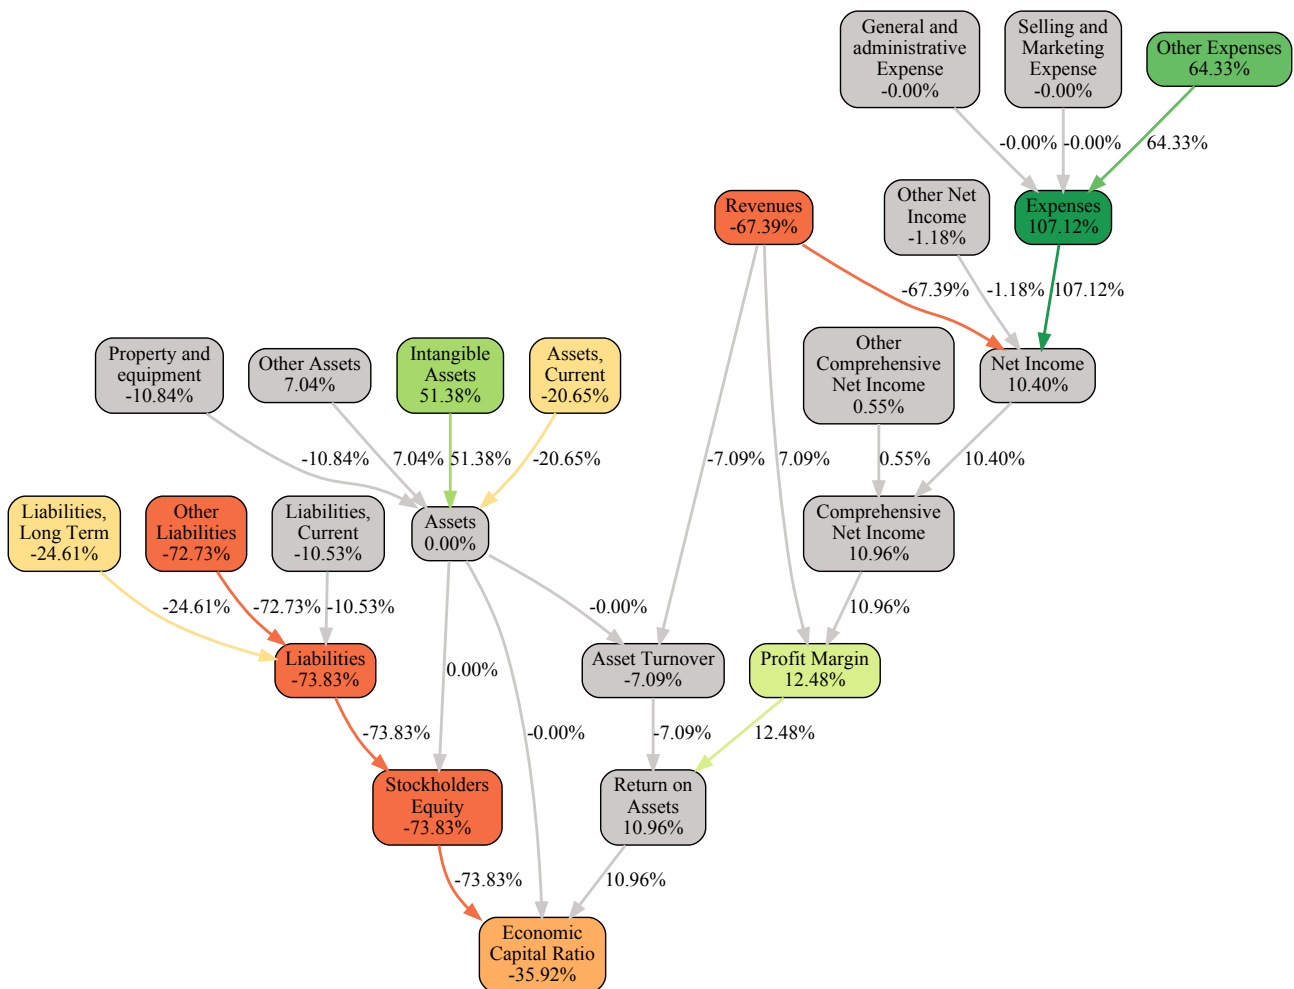 General and
administrative
Expense
-0.00%
Selling and
Marketing
Expense
-0.00%
Other Expenses
64.33%
-0.00%
-0.00%
64.33%
Revenues
-67.39%
Other Net
Income
-1.18%
Expenses
107.12%
-67.39%
-1.18%
107.12%
Property and
equipment
-10.84%
Other Assets
7.04%
Intangible
Assets
51.38%
Assets,
Current
-20.65%
Other
Comprehensive
Net Income
0.55%
Net Income
10.40%
-10.84%
7.04%
51.38%
-20.65%
-7.09%
7.09%
0.55%
10.40%
Liabilities,
Long Term
-24.61%
Other
Liabilities
-72.73%
Liabilities,
Current
-10.53%
Assets
0.00%
Comprehensive
Net Income
10.96%
-24.61%
-72.73%
-10.53%
-0.00%
10.96%
Liabilities
-73.83%
0.00%
Asset Turnover
-7.09%
Profit Margin
12.48%
-73.83%
-0.00%
-7.09%
12.48%
Stockholders
Equity
-73.83%
Return on
Assets
10.96%
-73.83%
10.96%
Economic
Capital Ratio
-35.92%